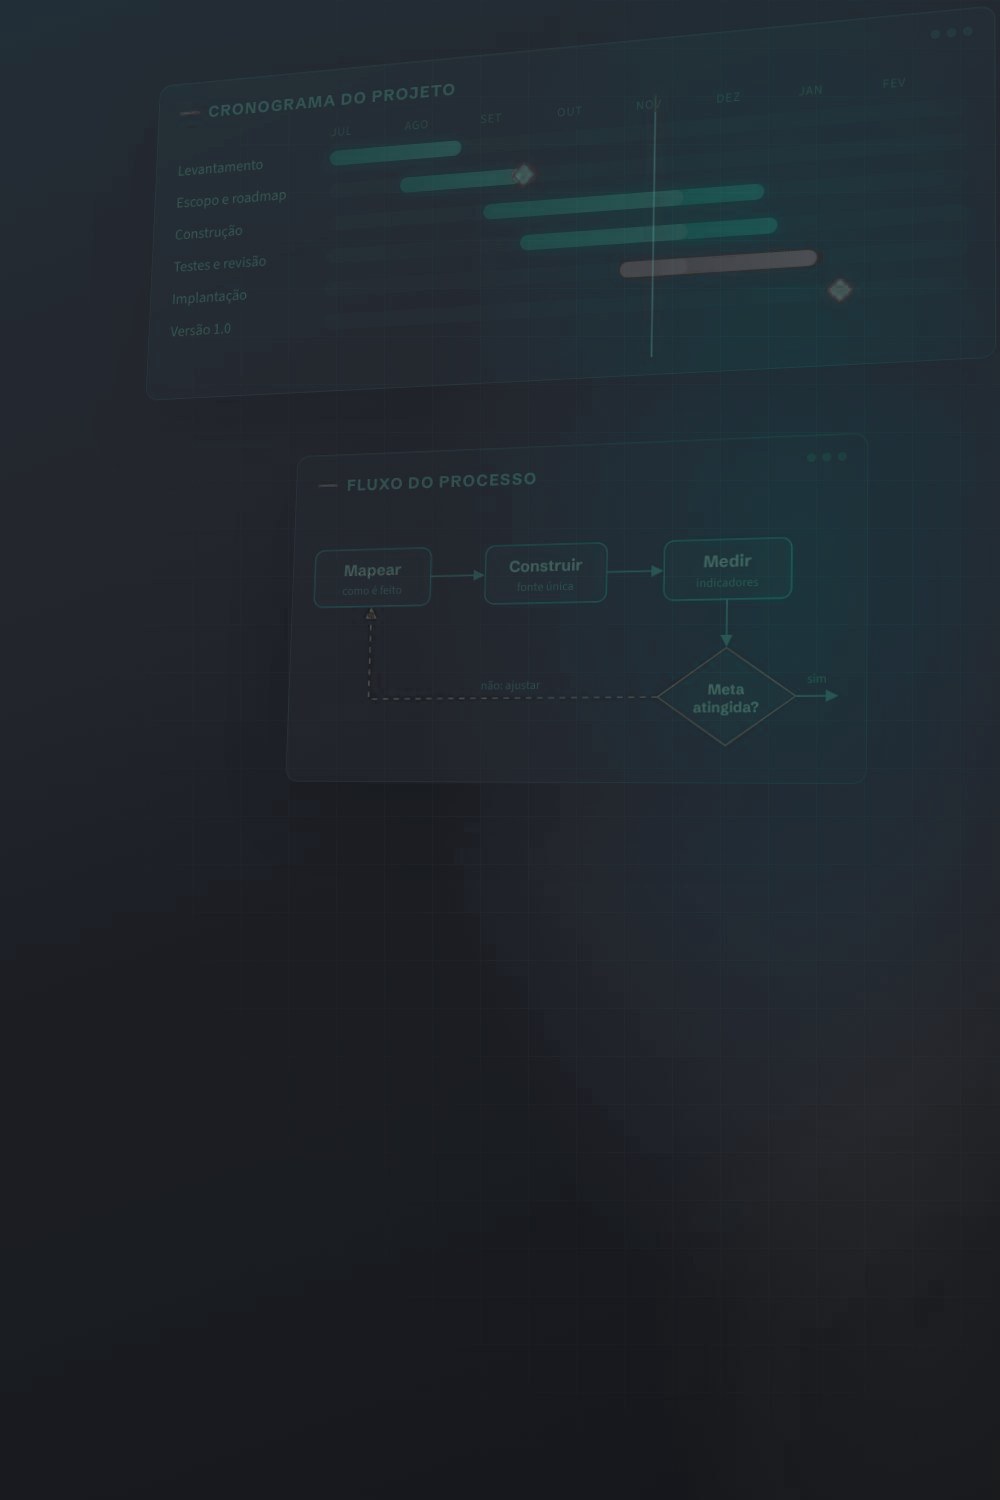 CRONOGRAMA DO PROJETO
JUL AGO SET OUT NOV DEZ JAN FEV
Levantamento
Escopo e roadmap
Construção
Testes e revisão
Implantação
Versão 1.0
FLUXO DO PROCESSO
Mapear
como é feito
Construir
fonte única
Medir
indicadores
não: ajustar
Meta
atingida?
sim